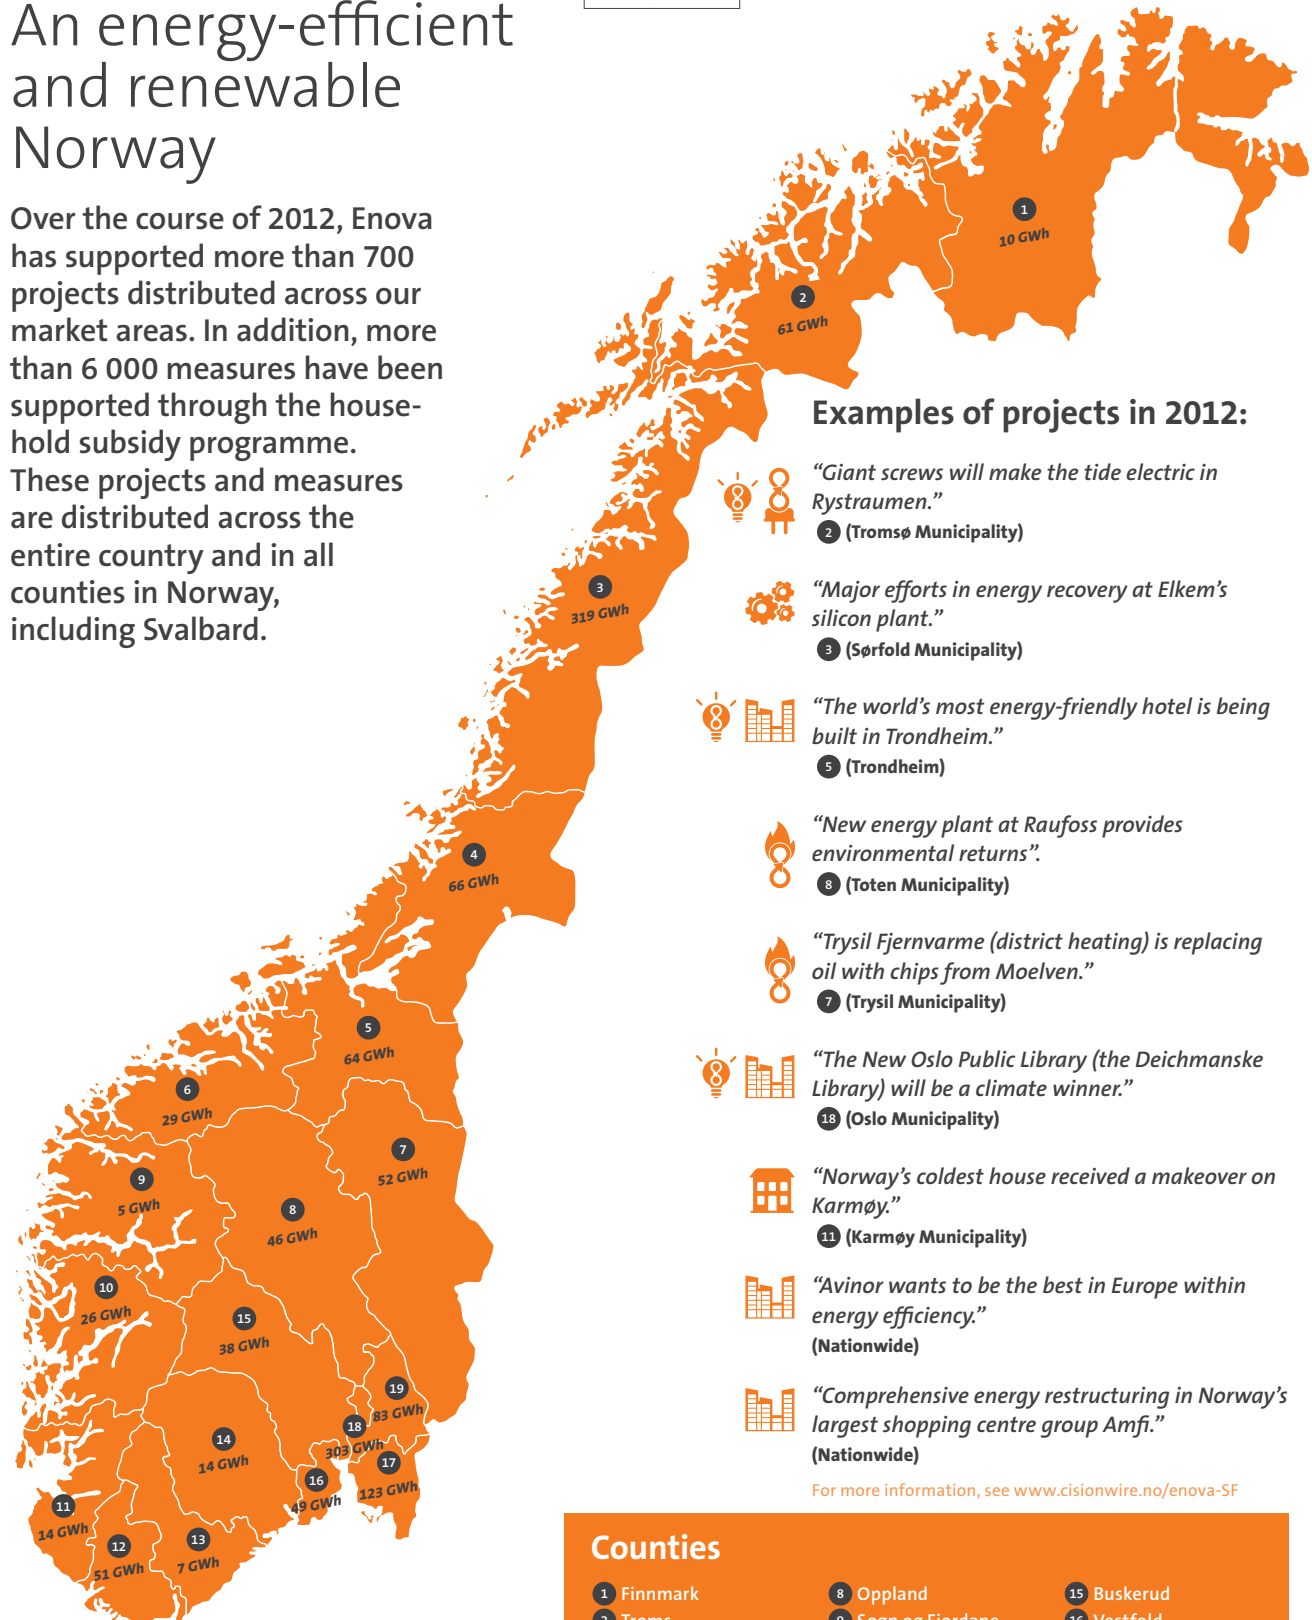 An energy-efficient
and renewable
Norway
Over the course of 2012, Enova
has supported more than 700
projects distributed across our
market areas. In addition, more
than 6 000 measures have been
supported through the house-
hold subsidy programme.
These projects and measures
are distributed across the
entire country and in all
counties in Norway,
including Svalbard.
1
10 GWh
2
61 GWh
3
319 GWh
4
66 GWh
5
64 GWh
6
29 GWh
7
52 GWh
8
46 GWh
9
5 GWh
10
26 GWh
15
38 GWh
19
83 GWh
18
303 GWh
14
14 GWh
17
123 GWh
16
49 GWh
11
14 GWh
12
51 GWh
13
7 GWh
Examples of projects in 2012:
“Giant screws will make the tide electric in
Rystraumen.”
2 (Tromsø Municipality)
“Major efforts in energy recovery at Elkem’s
silicon plant.”
3 (Sørfold Municipality)
“The world’s most energy-friendly hotel is being
built in Trondheim.”
5 (Trondheim)
“New energy plant at Raufoss provides
environmental returns”.
8 (Toten Municipality)
“Trysil Fjernvarme (district heating) is replacing
oil with chips from Moelven.”
7 (Trysil Municipality)
“The New Oslo Public Library (the Deichmanske
Library) will be a climate winner.”
18 (Oslo Municipality)
“Norway’s coldest house received a makeover on
Karmøy.”
11 (Karmøy Municipality)
“Avinor wants to be the best in Europe within
energy efficiency.”
(Nationwide)
“Comprehensive energy restructuring in Norway’s
largest shopping centre group Amfi.”
(Nationwide)
For more information, see www.cisionwire.no/enova-SF
Counties
1 Finnmark
8 Oppland
15 Buskerud
2 Troms
9 Sogn og Fjordane
16 Vestfold